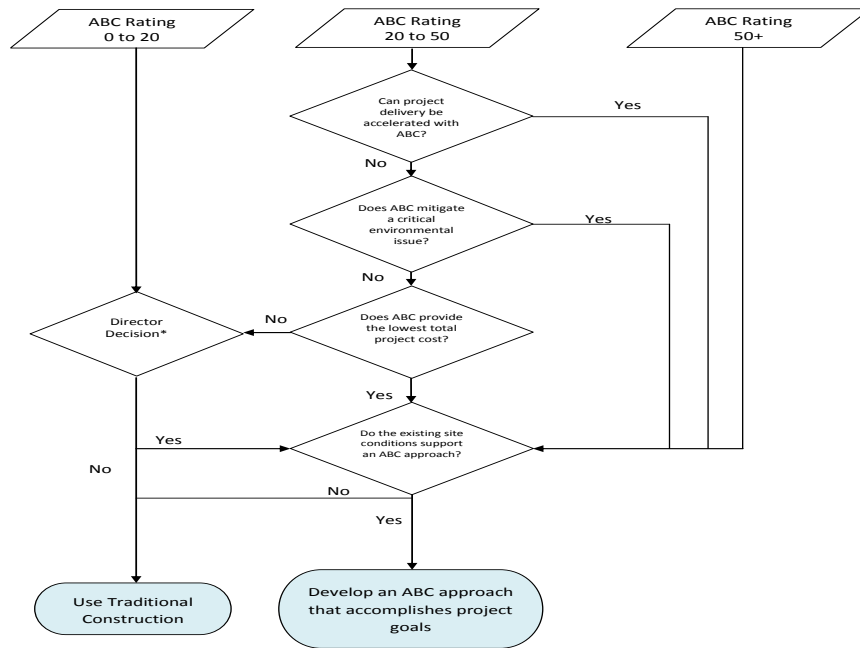 ABC Rating
0 to 20
ABC Rating
20 to 50
ABC Rating
50+
Can project
delivery be
accelerated with
ABC?
Yes
No
Does ABC mitigate
a critical
environmental
issue?
Yes
No
Director
Decision*
No
Does ABC provide
the lowest total
project cost?
Yes
Yes
Do the existing site
conditions support
an ABC approach?
No
No
Yes
Use Traditional
Construction
Develop an ABC approach
that accomplishes project
goals